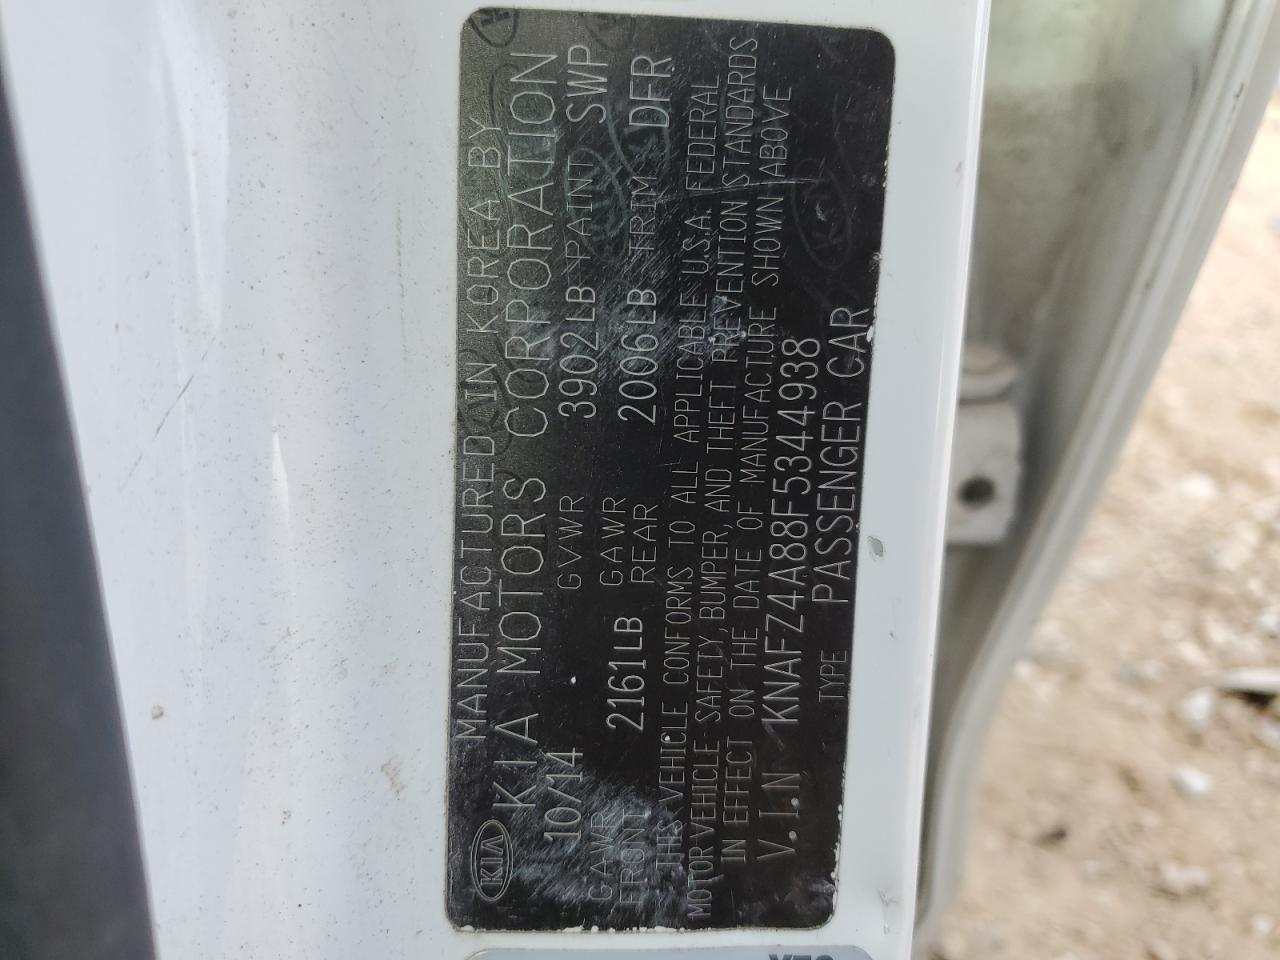 MANUFACTURED IN KOREA BY
KIA KIA MOTORS CORPORATION
10/14 GVWR 3902LB PAINT SWP
GAWR FRONT 2161LB GAWR REAR 2006LB TRIM DFR
THIS VEHICLE CONFORMS TO ALL APPLICABLE U.S.A. FEDERAL
MOTOR VEHICLE SAFETY, BUMPER, AND THEFT PREVENTION STANDARDS
IN EFFECT ON THE DATE OF MANUFACTURE SHOWN ABOVE
V.I.N KNAFZ4A88F5344938
TYPE PASSENGER CAR